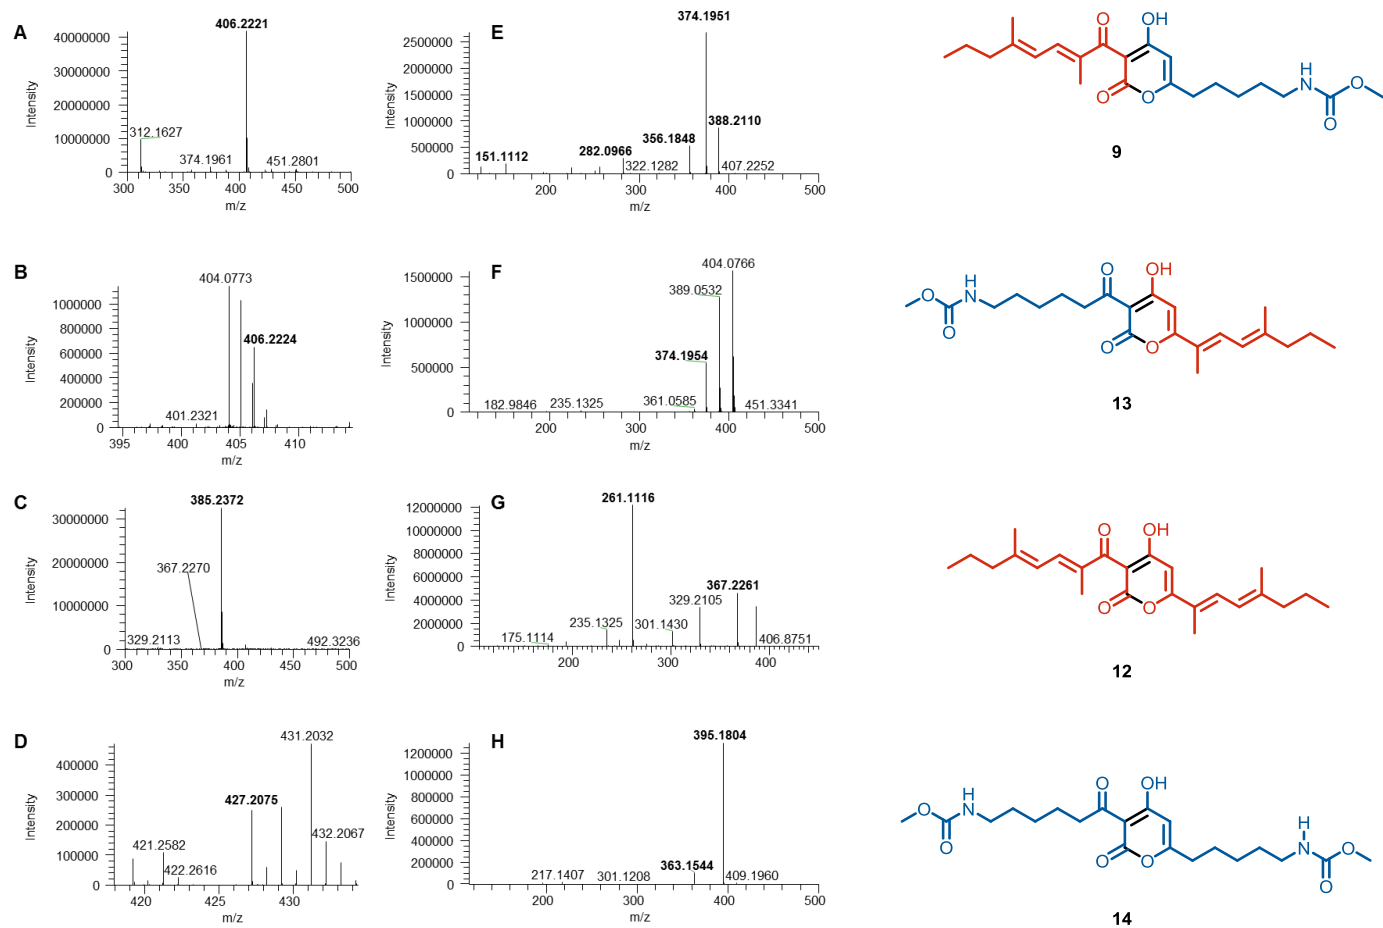 A
406.2221
40000000
30000000
20000000
10000000
0
Intensity
312.1627
374.1961
451.2801
300
350
400
450
500
m/z
E
374.1951
2500000
2000000
1500000
1000000
500000
0
Intensity
388.2110
356.1848
282.0966
151.1112
322.1282
407.2252
200
300
400
500
m/z
O
OH
O
O
H
N
O
O
9
B
404.0773
1000000
800000
600000
400000
200000
0
Intensity
406.2224
401.2321
395
400
405
410
m/z
F
404.0766
1500000
1000000
500000
0
Intensity
389.0532
374.1954
361.0585
182.9846
235.1325
451.3341
200
300
400
500
m/z
O
H
N
O
O
OH
O
O
13
C
385.2372
30000000
20000000
10000000
0
Intensity
367.2270
329.2113
492.3236
300
350
400
450
500
m/z
G
261.1116
12000000
10000000
8000000
6000000
4000000
2000000
0
Intensity
367.2261
329.2105
301.1430
235.1325
175.1114
406.8751
200
300
400
m/z
O
OH
O
O
12
D
431.2032
400000
300000
200000
100000
0
Intensity
427.2075
432.2067
421.2582
422.2616
420
425
430
m/z
H
395.1804
1200000
1000000
800000
600000
400000
200000
0
Intensity
363.1544
217.1407
301.1208
409.1960
200
300
400
500
m/z
O
H
N
O
O
OH
O
O
H
N
O
O
14